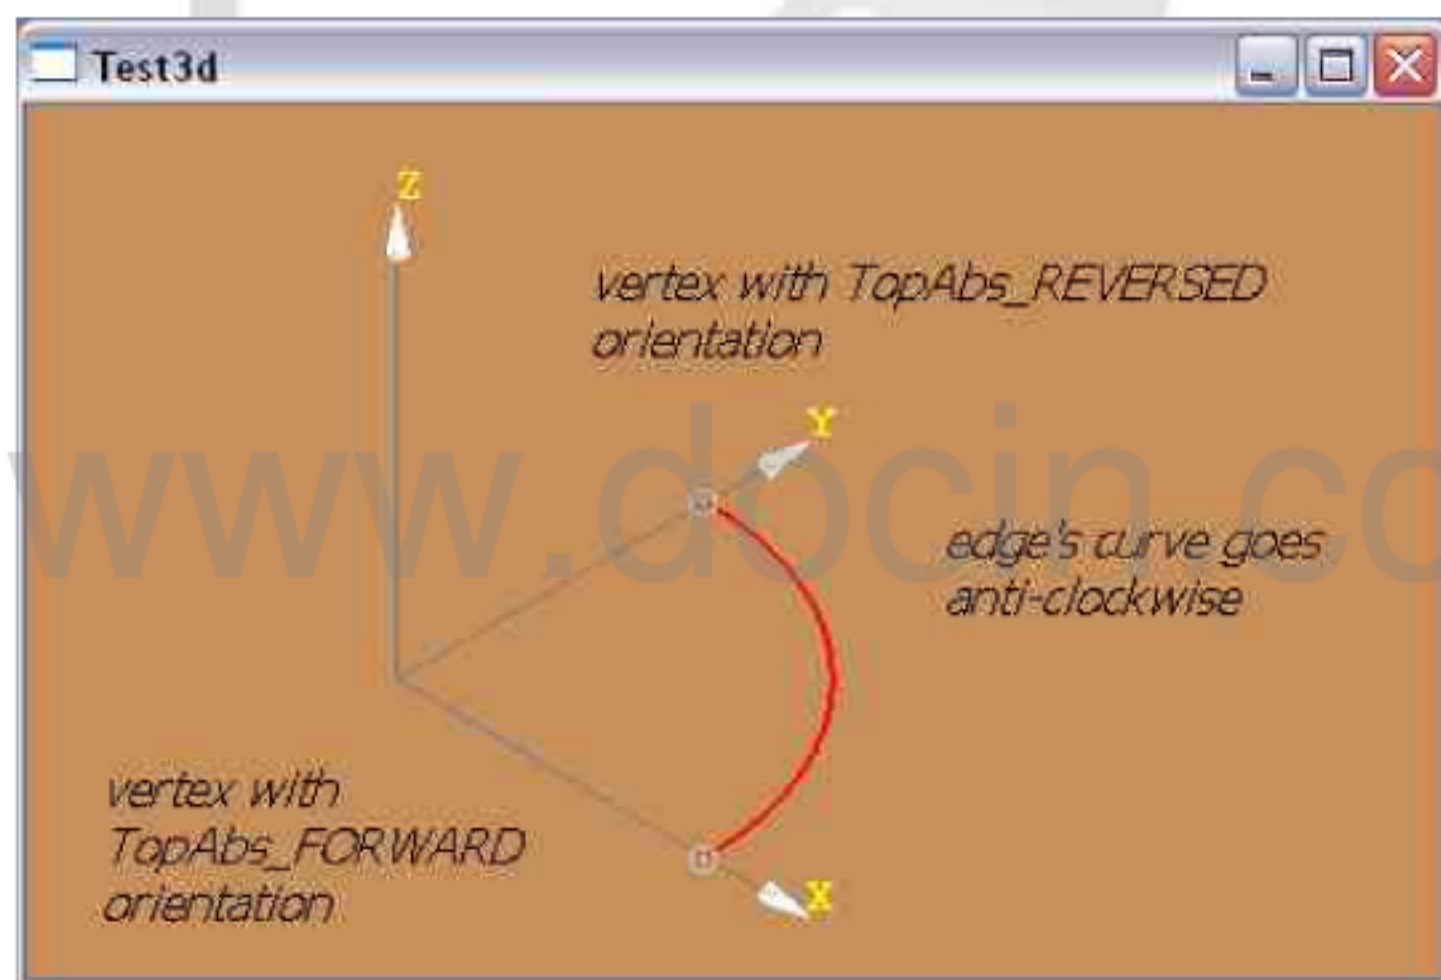 Test3d
Z
vertex with TopAbs_REVERSED
orientation
Y
www.docin.co
edge's curve goes
anti-clockwise
vertex with
TopAbs_FORWARD
orientation
X